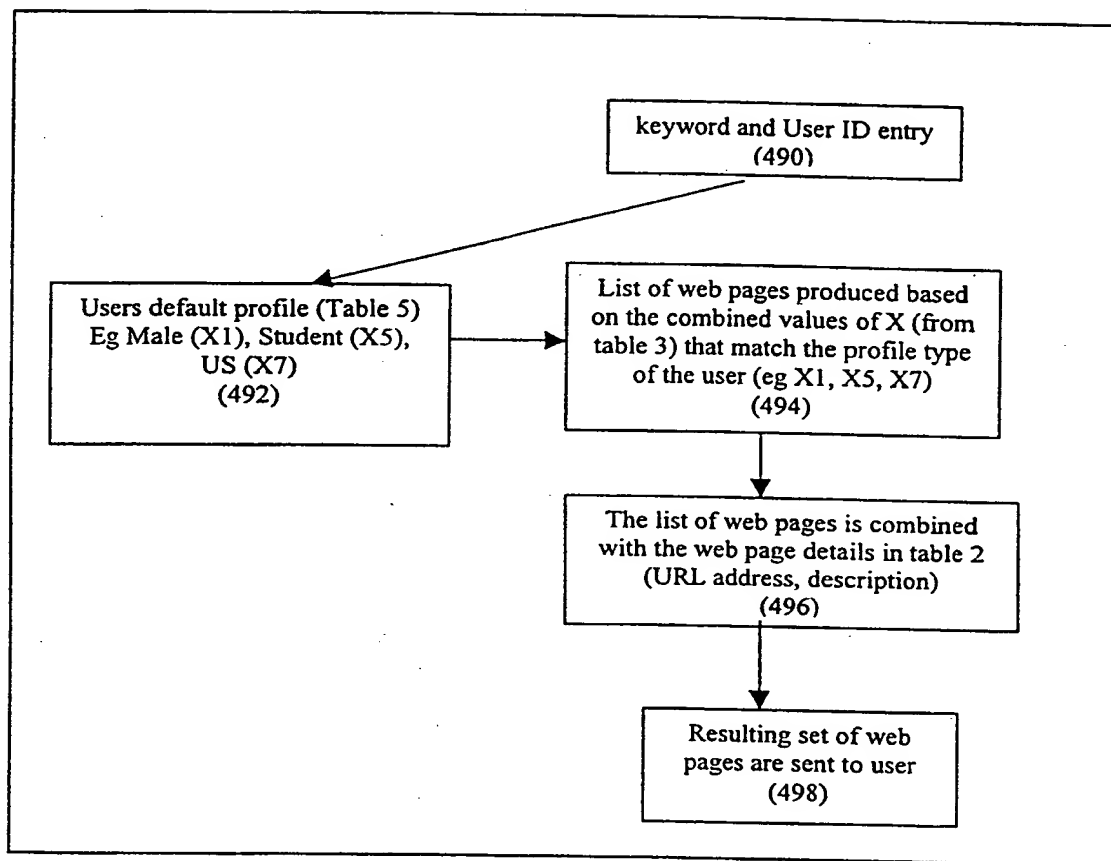 keyword and User ID entry
(490)
Users default profile (Table 5)
Eg Male (X1), Student (X5),
US (X7)
(492)
List of web pages produced based
on the combined values of X (from
table 3) that match the profile type
of the user (eg X1, X5, X7)
(494)
The list of web pages is combined
with the web page details in table 2
(URL address, description)
(496)
Resulting set of web
pages are sent to user
(498)